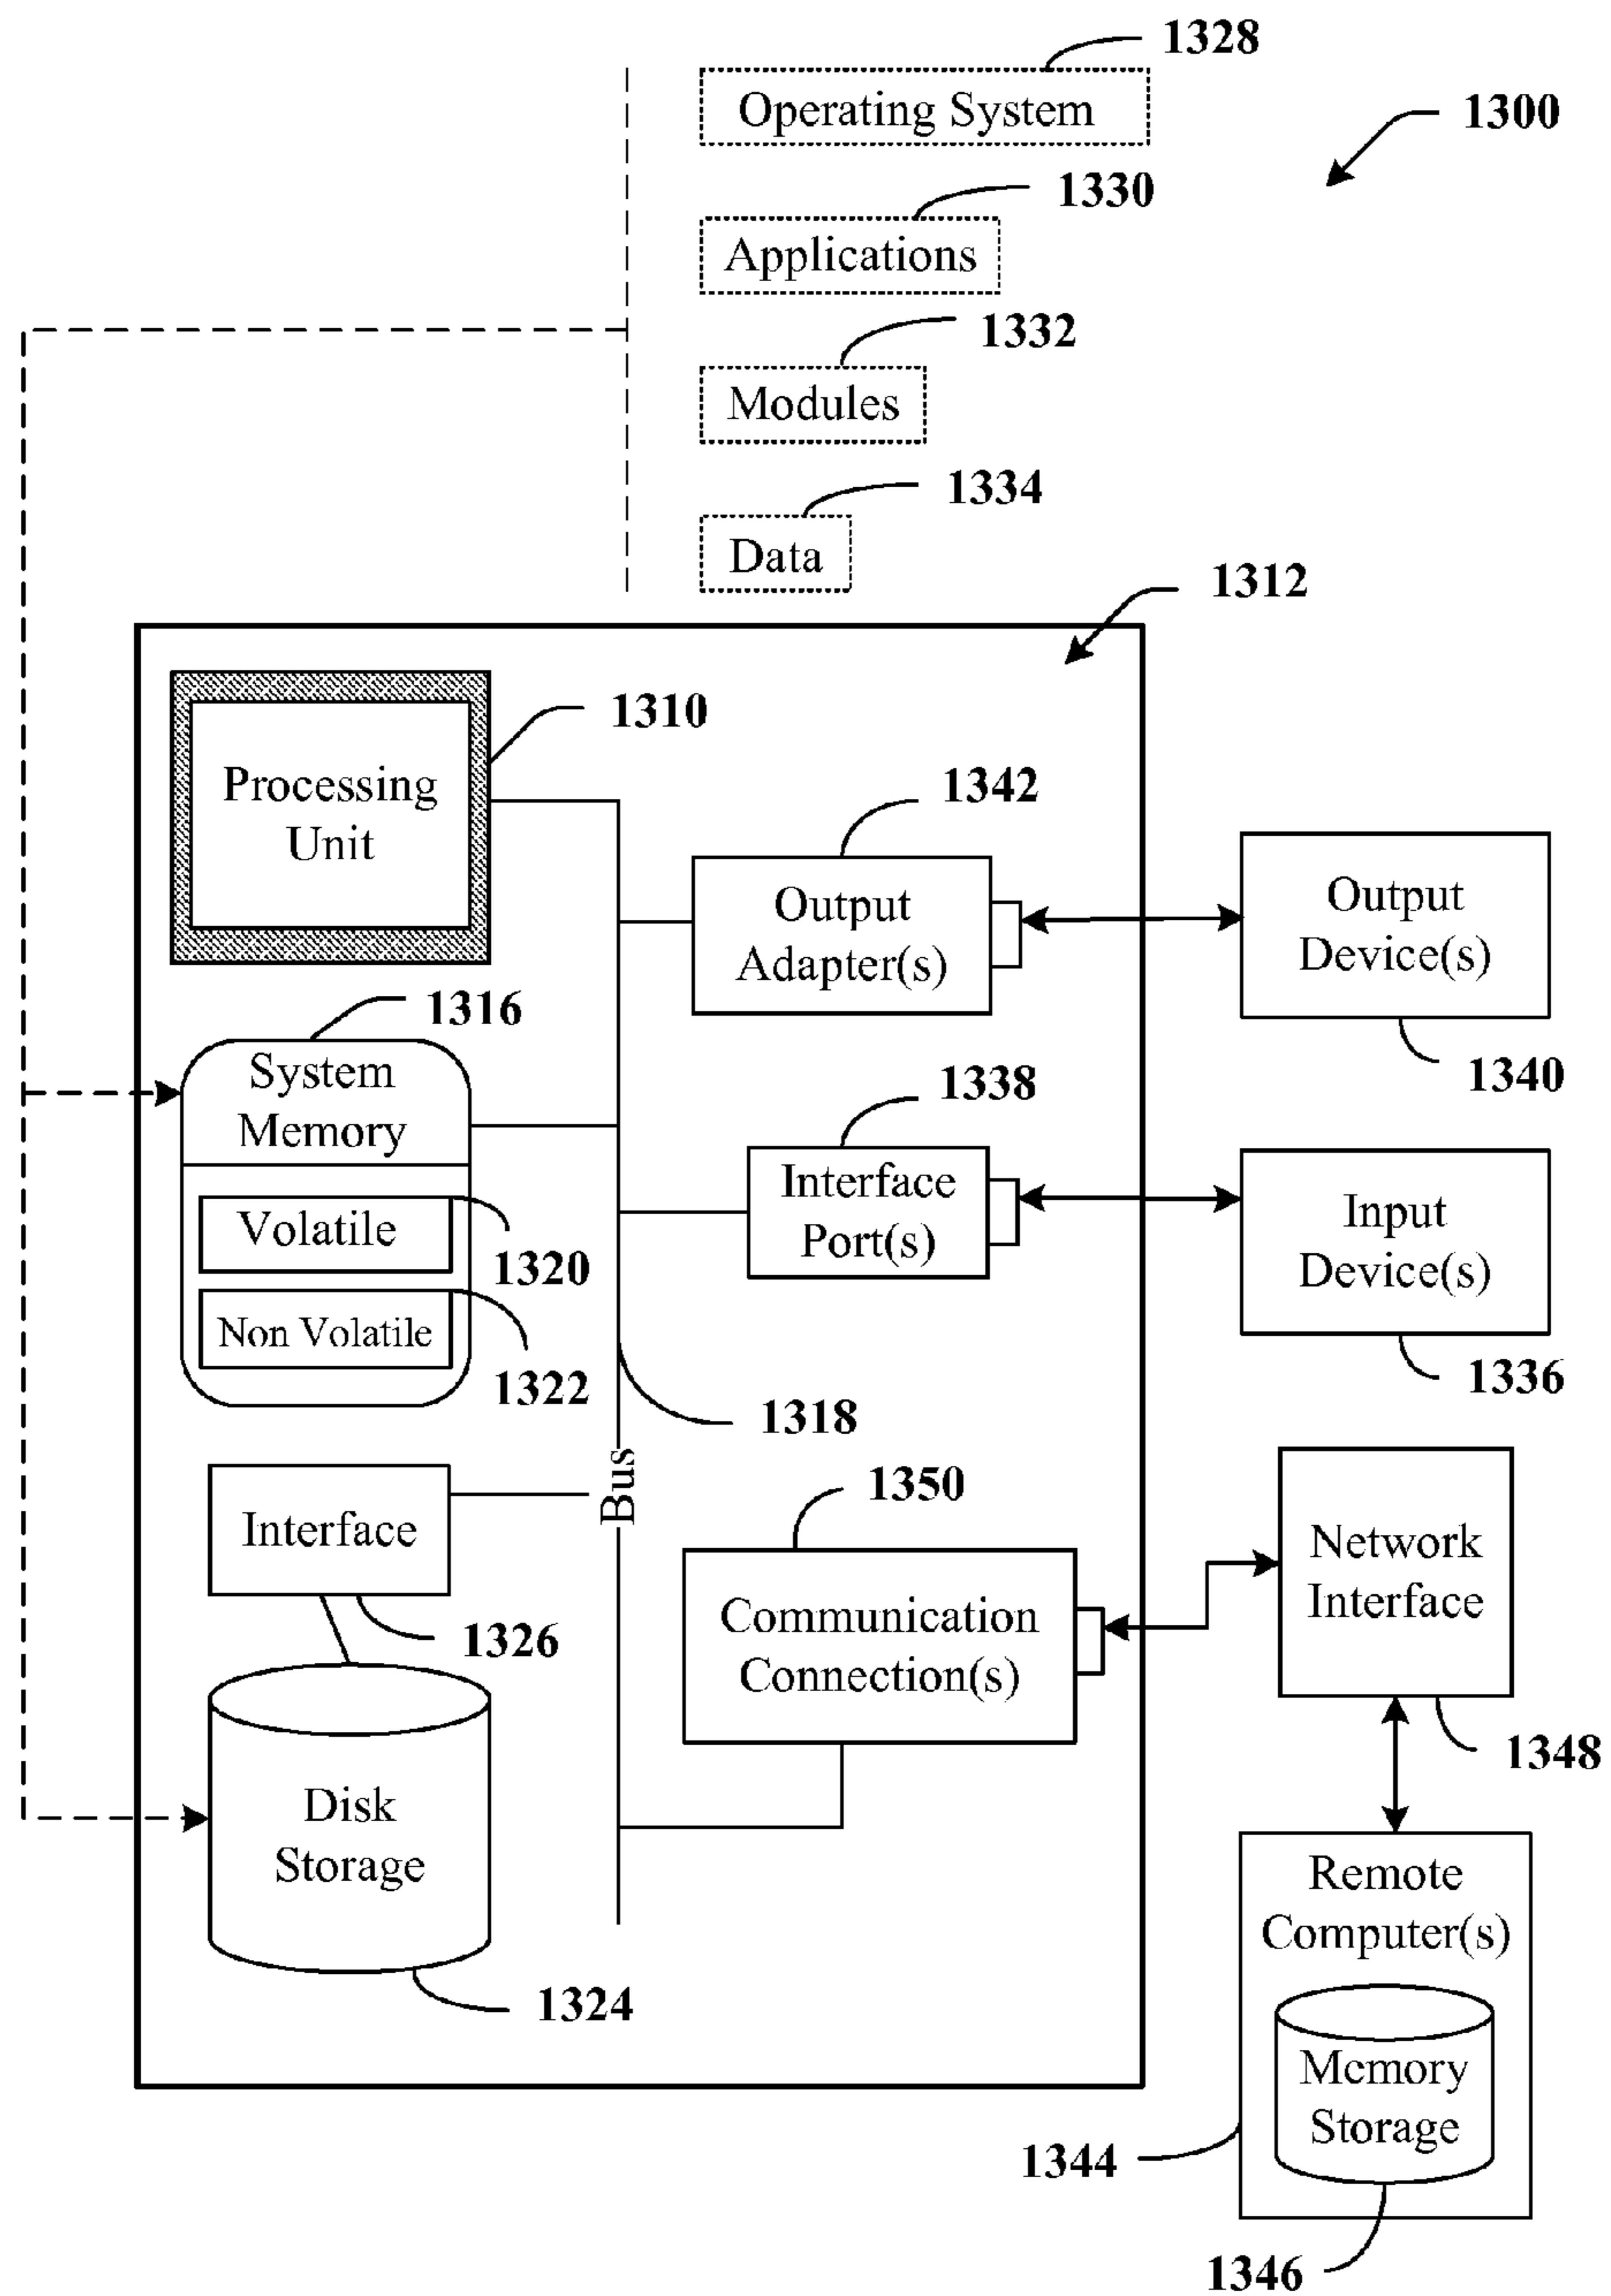 1328
Operating System
1300
1330
Applications
1332
Modules
1334
Data
1312
1310
Processing
Unit
1342
Output
Adapter(s)
Output
Device(s)
1340
1316
System
Memory
1338
Interface
Port(s)
Input
Device(s)
1336
Volatile
1320
Non Volatile
1322
1318
Bus
Interface
1326
1350
Communication
Connection(s)
Network
Interface
1348
Disk
Storage
1324
Remote
Computer(s)
Memory
Storage
1344
1346